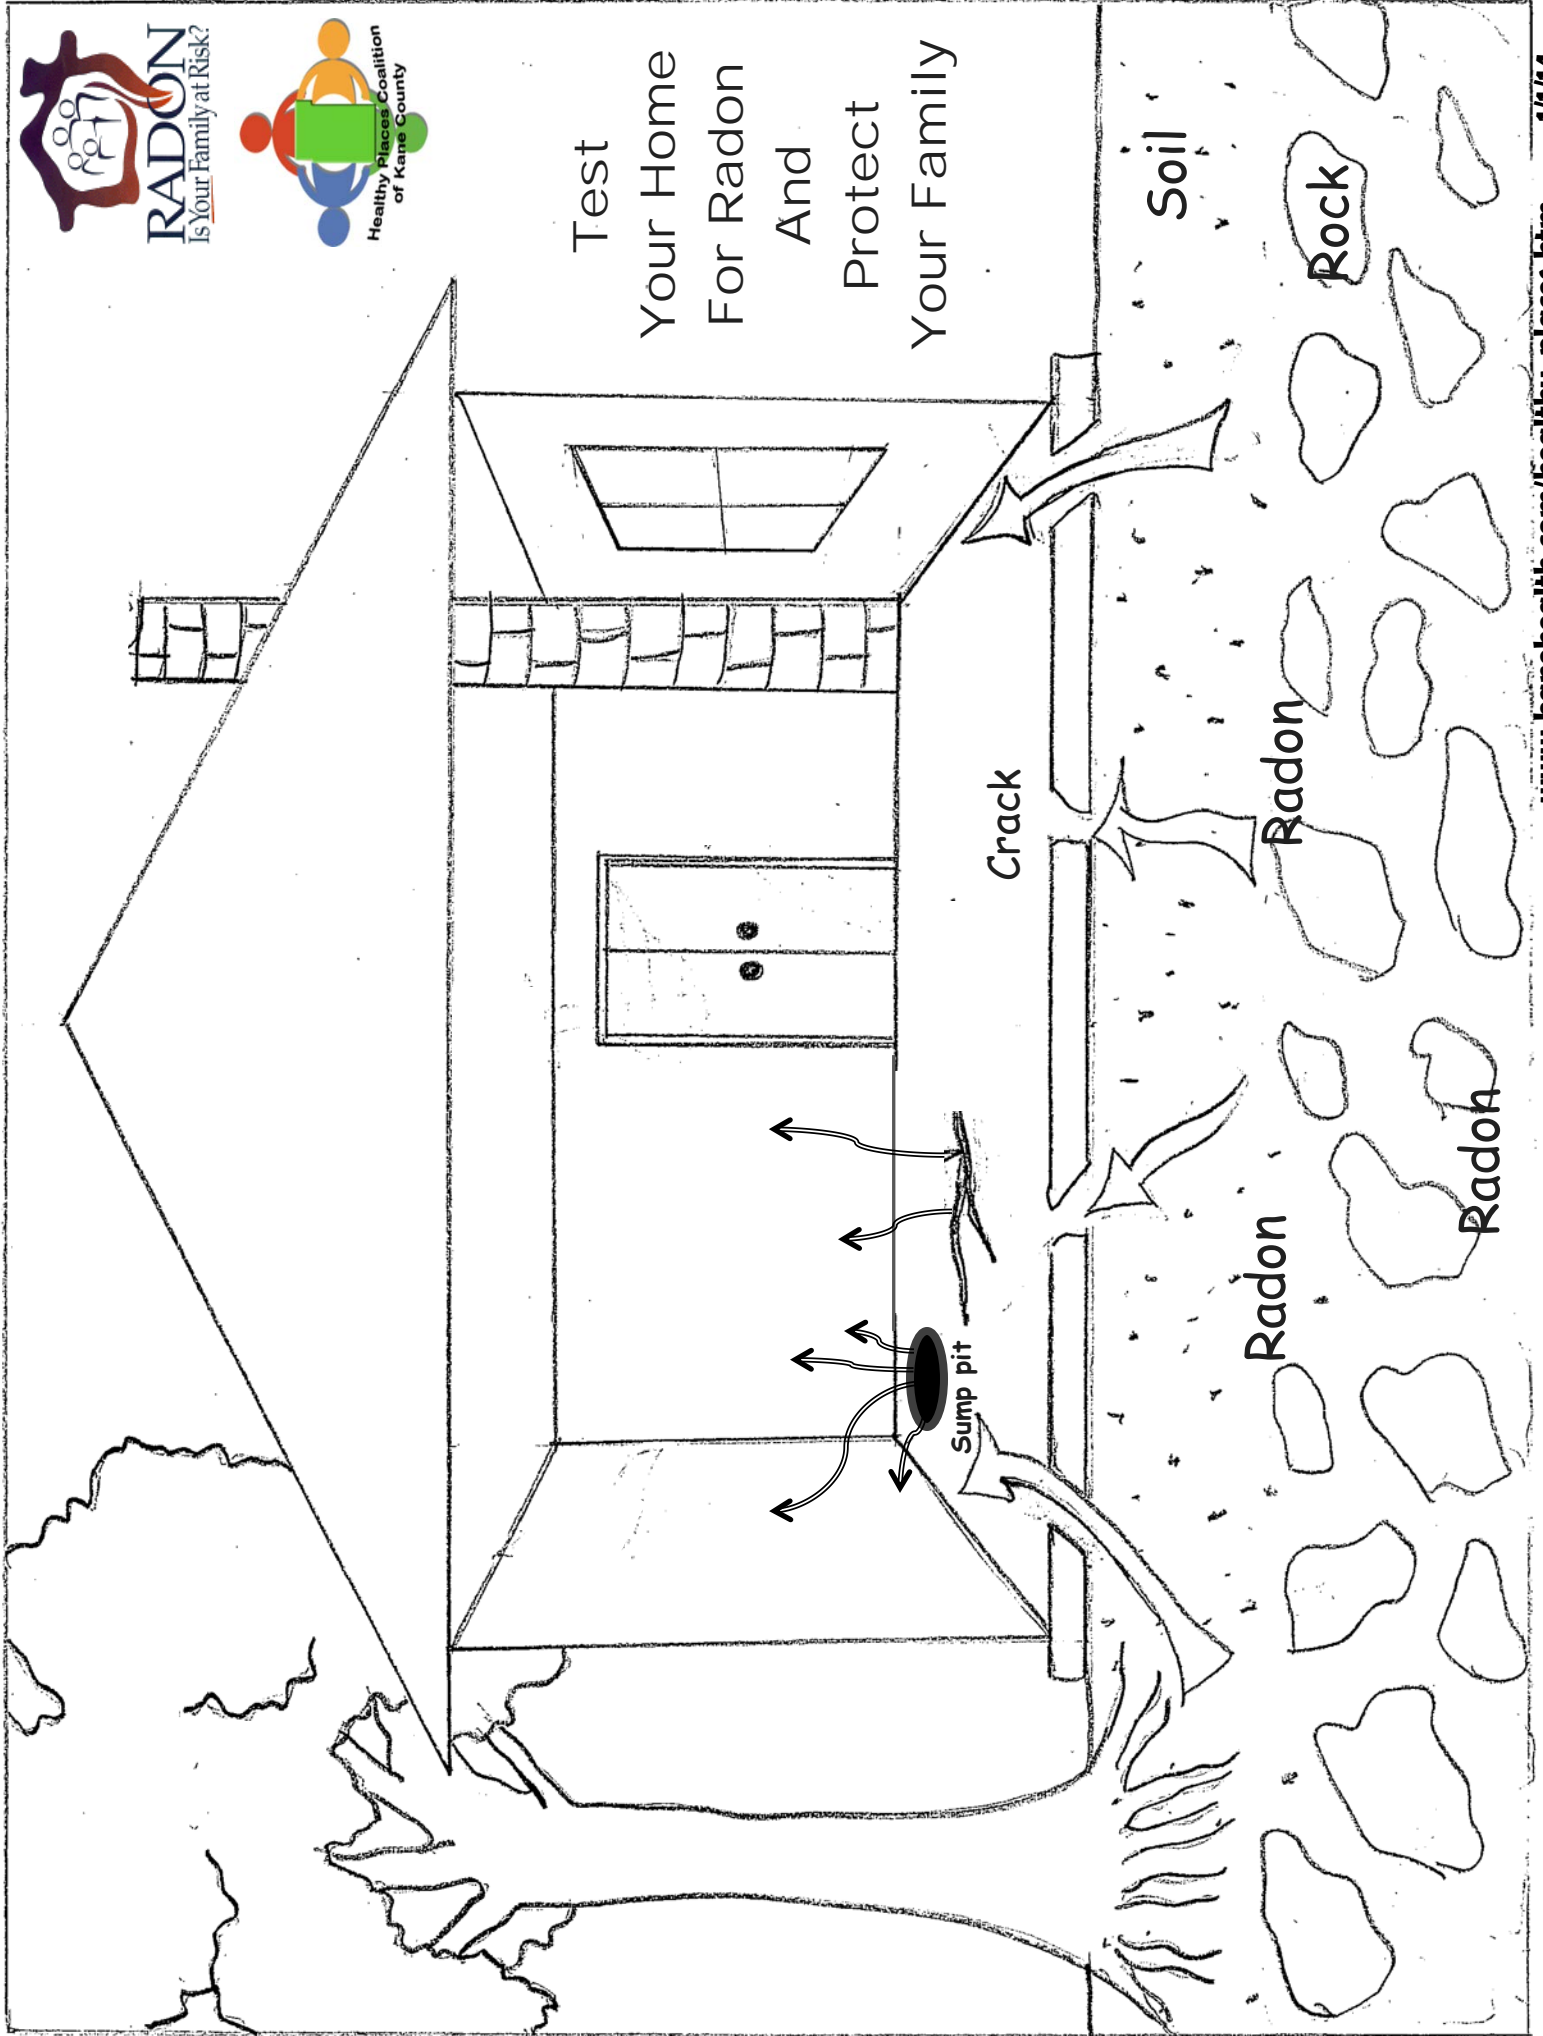 RADON
Is Your Family at Risk?
Healthy Places Coalition
of Kane County
Test
Your Home
For Radon
And
Protect
Your Family
Crack
Sump pit
Soil
Rock
Radon
Radon
Radon